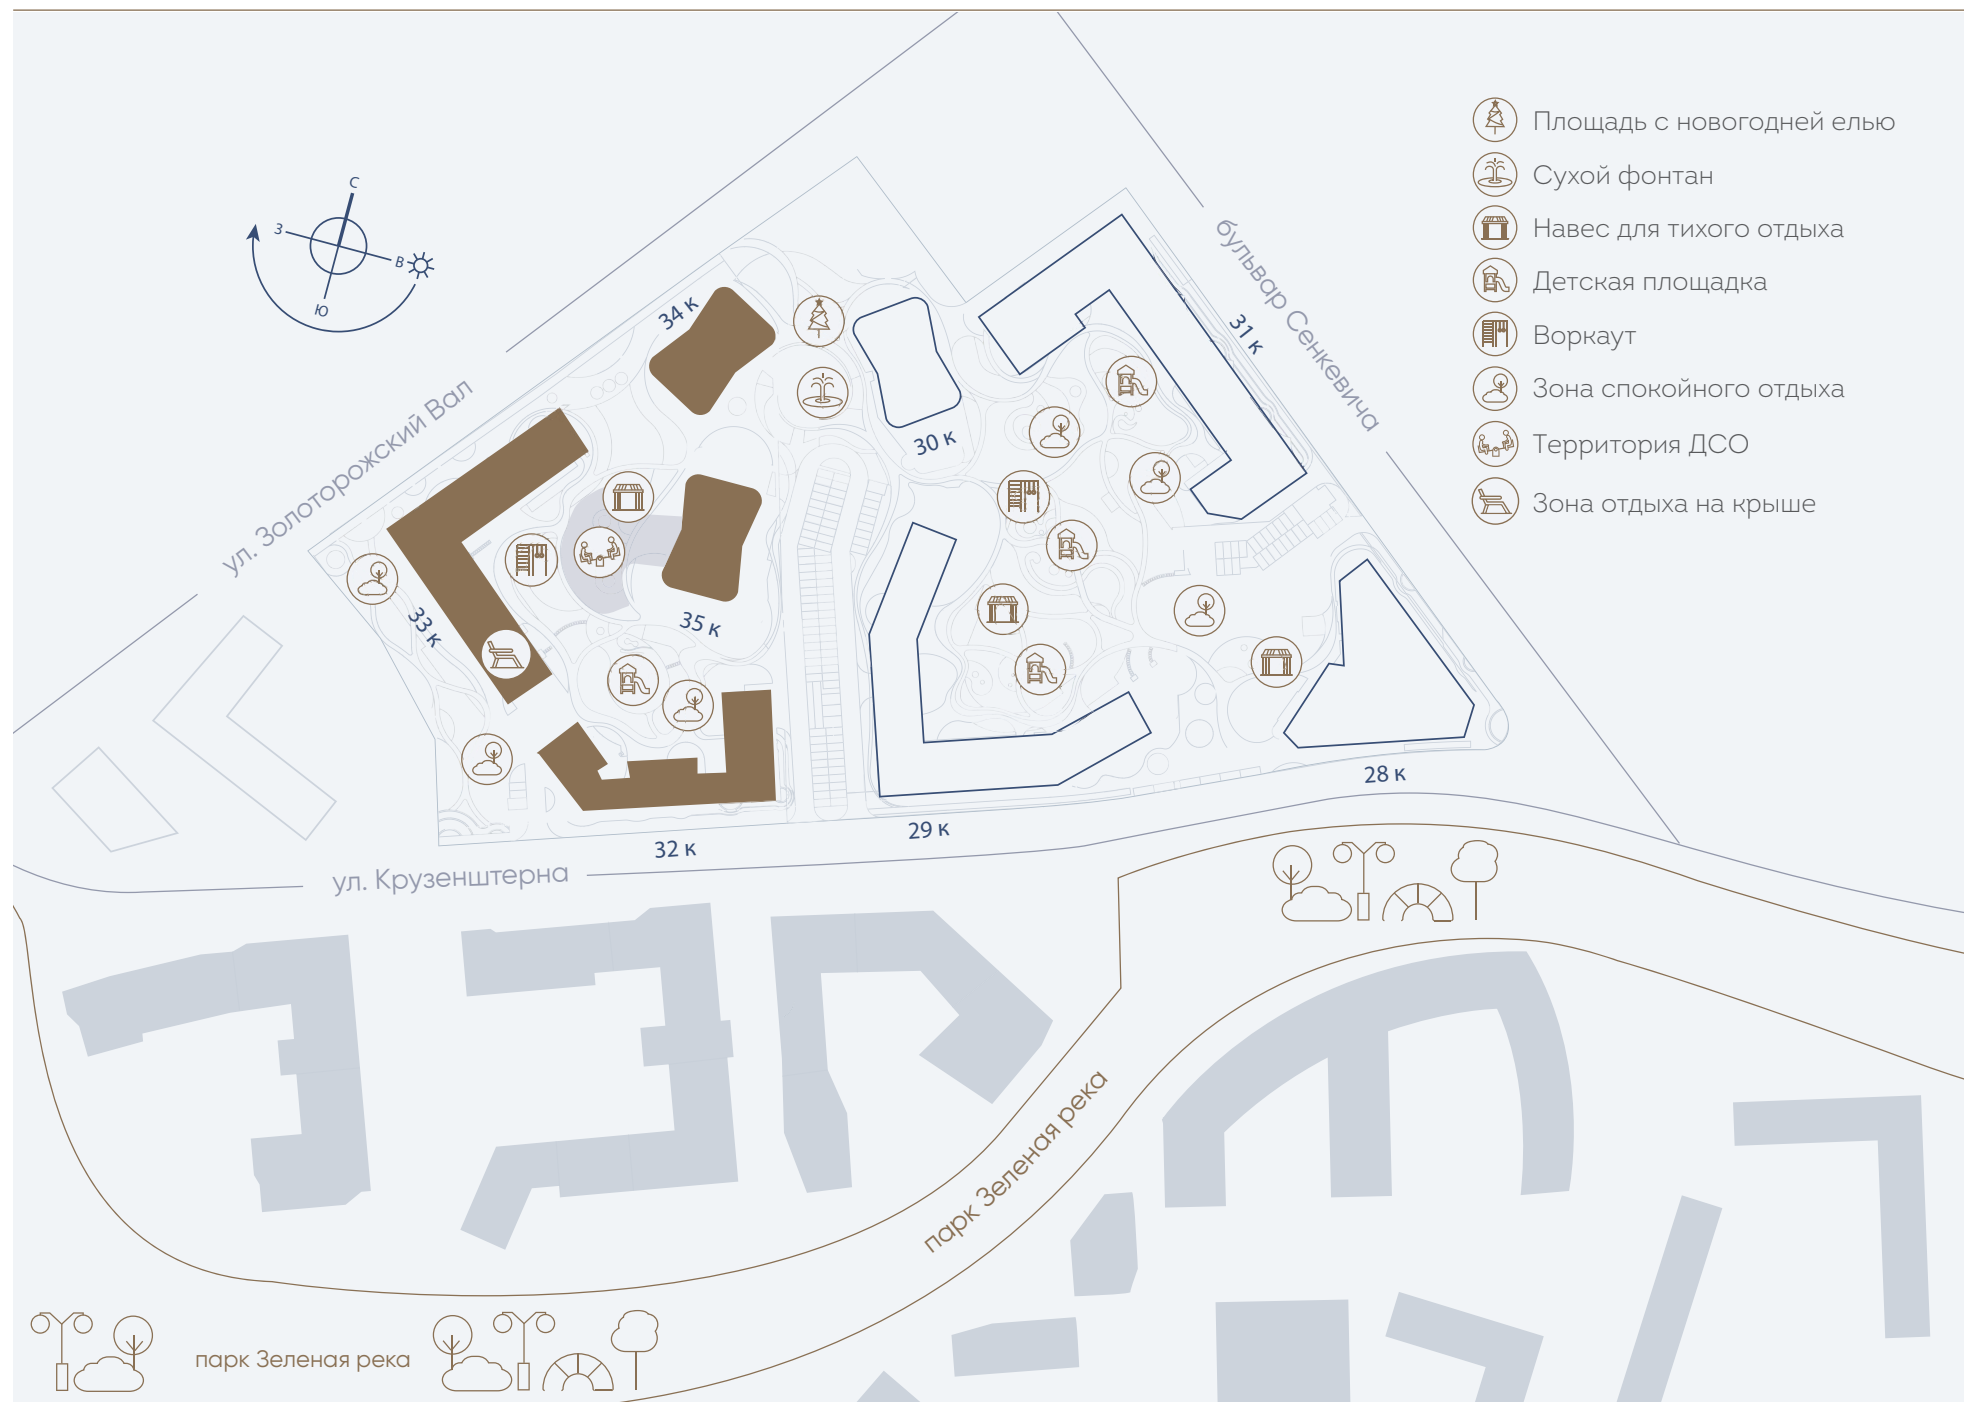 Площадь с новогодней елью
Сухой фонтан
Навес для тихого отдыха
Детская площадка
Воркаут
Зона спокойного отдыха
Территория ДСО
Зона отдыха на крыше
С
З
В
Ю
ул. Золоторожский Вал
бульвар Сенкевича
34 к
31 к
30 к
33 к
35 к
28 к
29 к
32 к
ул. Крузенштерна
парк Зеленая река
парк Зеленая река